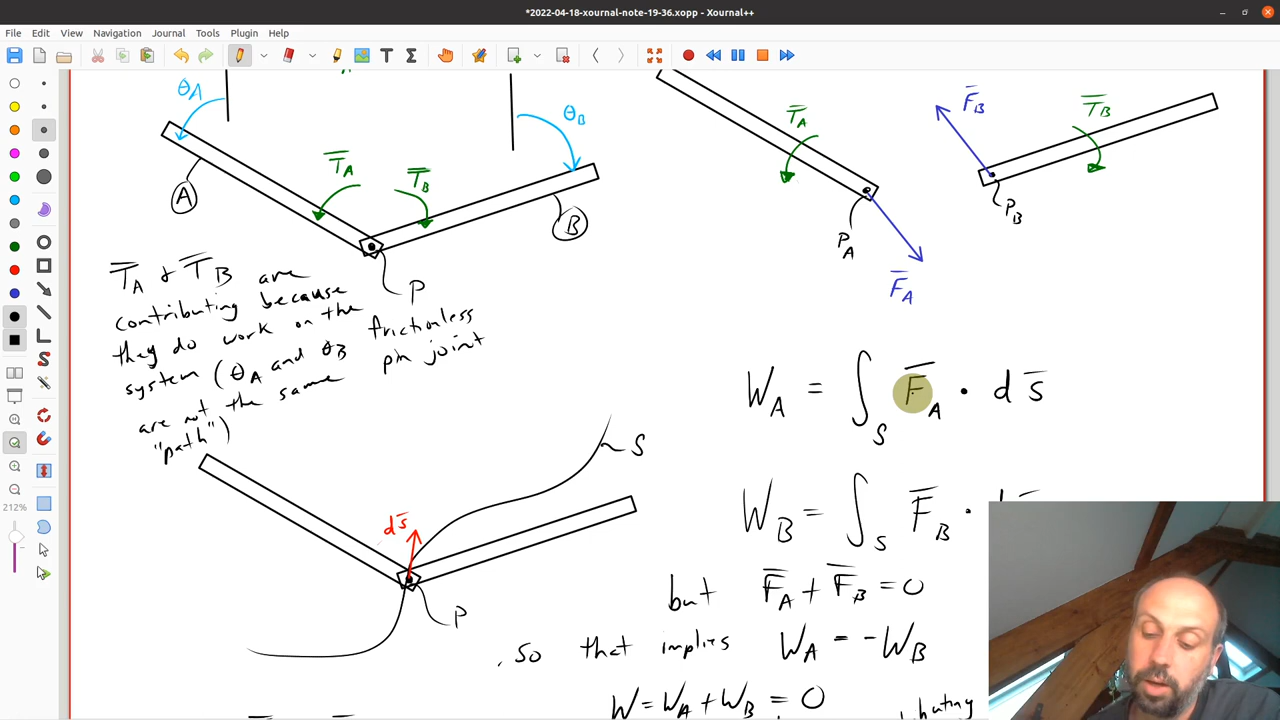 *2022-04-18-xournal-note-19-36.xopp - Xournal++
File Edit View Navigation Journal Tools Plugin Help
212%
θA
θB
T̅A
T̅B
A
B
P
T̅A & T̅B are
contributing because
they do work on the
system (θA and θB
are not the same
"path")
frictionless
pin joint
S
ds̅
P
T̅A
PA
F̅A
F̅B
T̅B
PB
WA = ∫S F̅A · ds̅
WB = ∫S F̅B ·
but F̅A + F̅B = 0
so that implies WA = -WB
W = WA + WB = 0